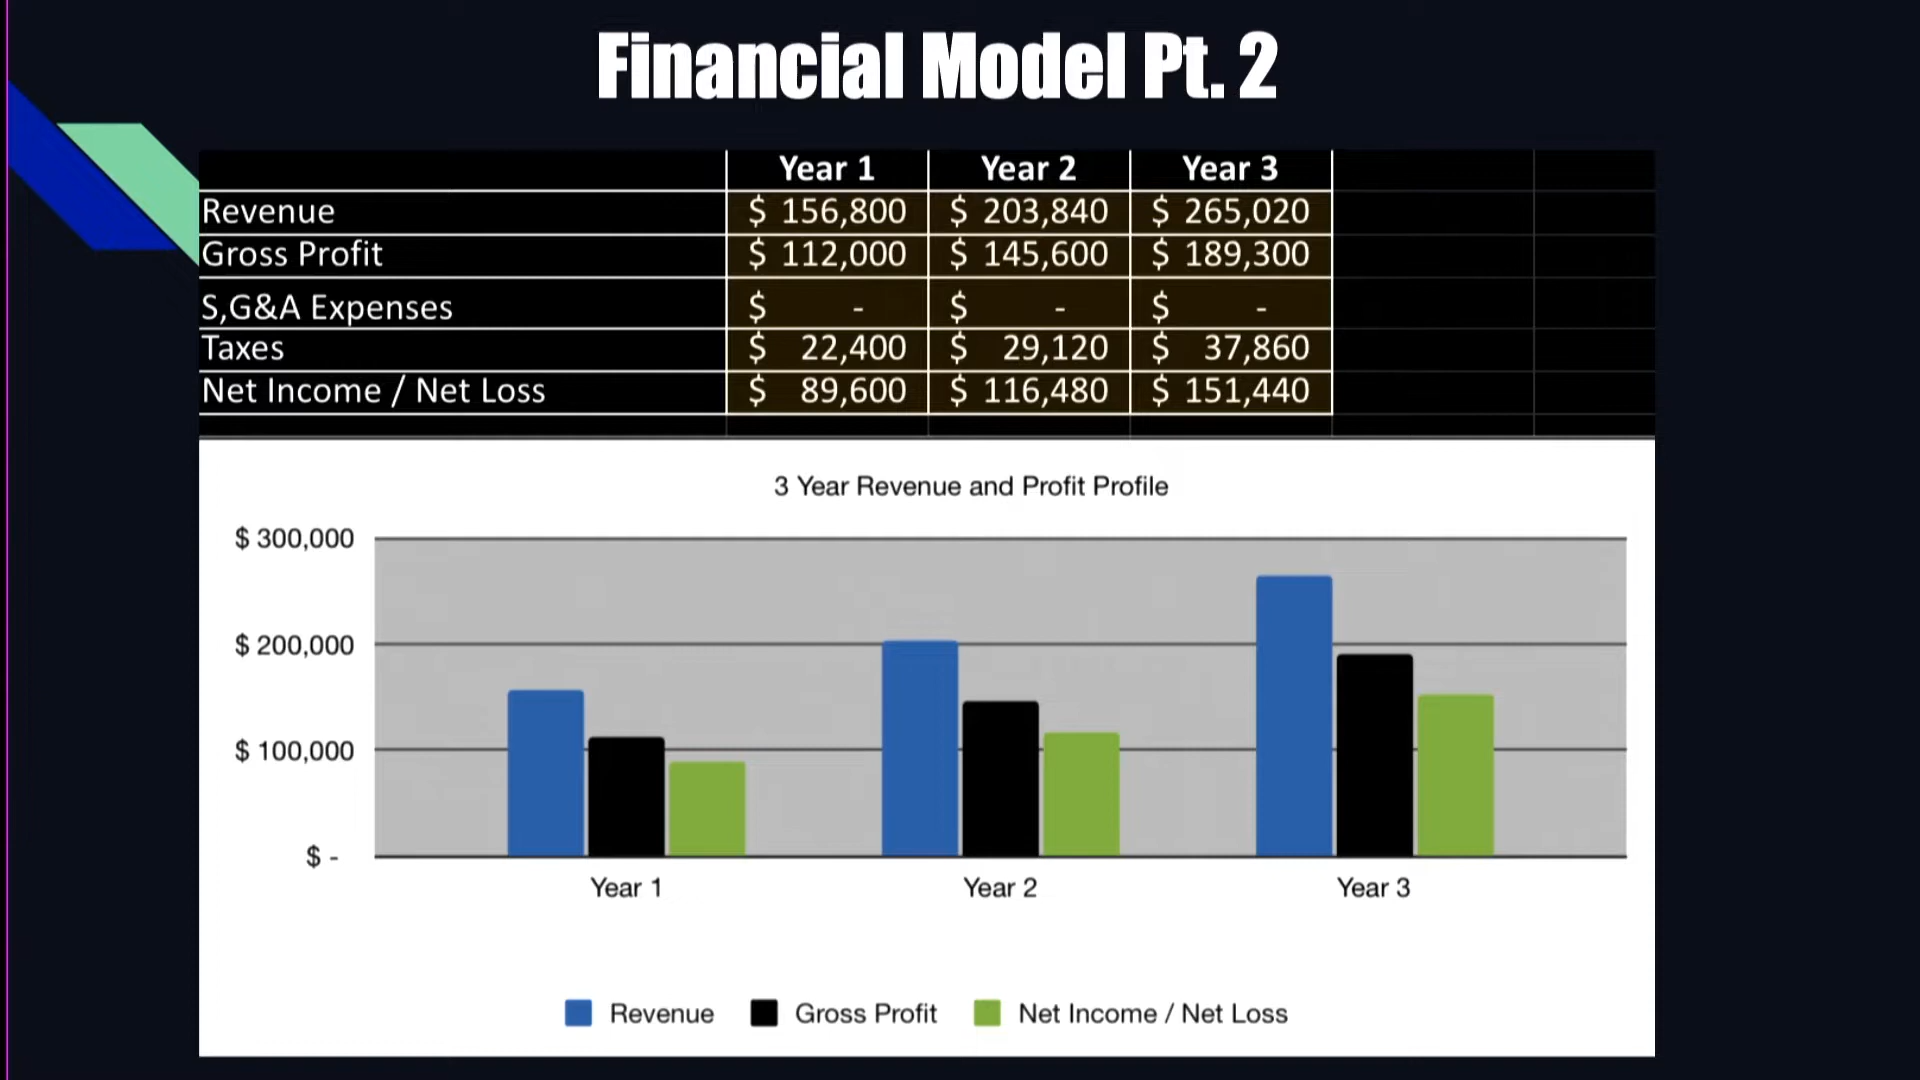 Financial Model Pt. 2
Year 1 Year 2 Year 3
Revenue $ 156,800 $ 203,840 $ 265,020
Gross Profit $ 112,000 $ 145,600 $ 189,300
S,G&A Expenses $ - $ - $ -
Taxes $ 22,400 $ 29,120 $ 37,860
Net Income / Net Loss $ 89,600 $ 116,480 $ 151,440
3 Year Revenue and Profit Profile
$ 300,000
$ 200,000
$ 100,000
$ -
Year 1 Year 2 Year 3
Revenue Gross Profit Net Income / Net Loss